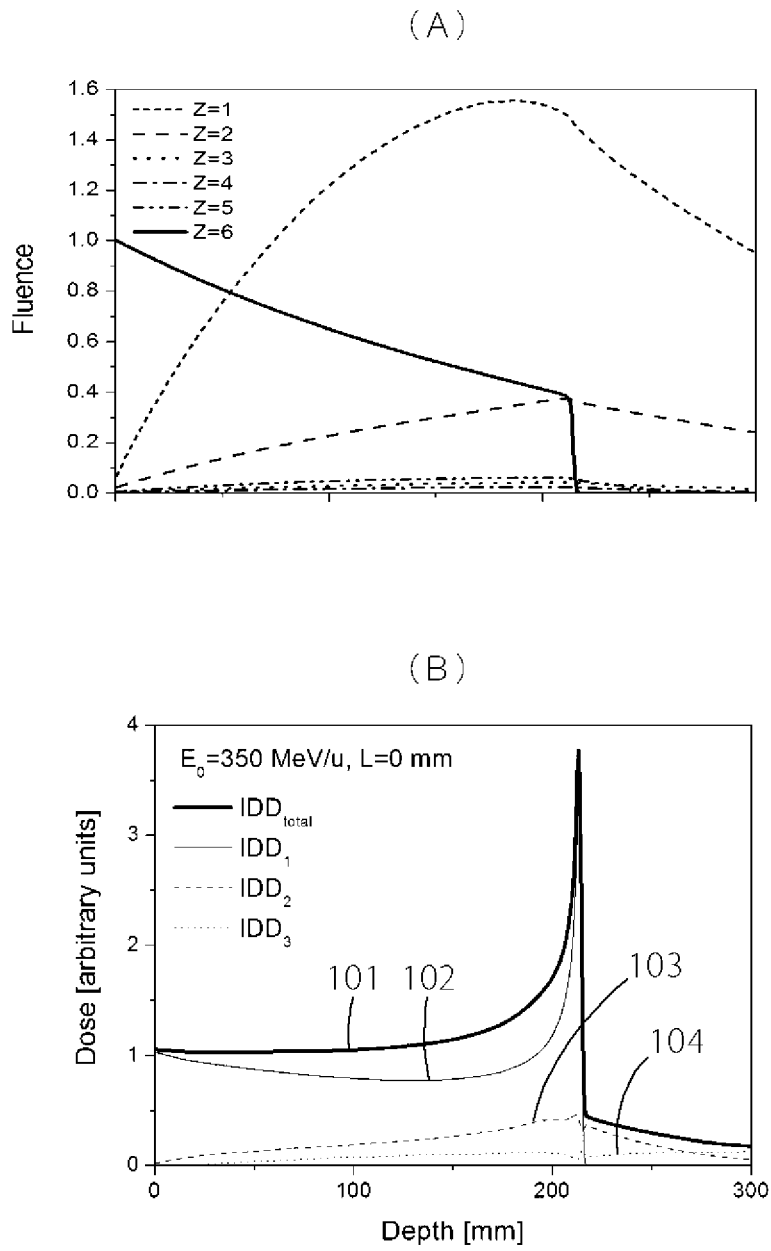 (A)
1.6
1.4
1.2
1.0
0.8
0.6
0.4
0.2
0.0
Fluence
Z=1
Z=2
Z=3
Z=4
Z=5
Z=6
(B)
4
3
2
1
0
Dose [arbitrary units]
E₀=350 MeV/u, L=0 mm
IDD_total
IDD₁
IDD₂
IDD₃
101
102
103
104
0
100
200
300
Depth [mm]